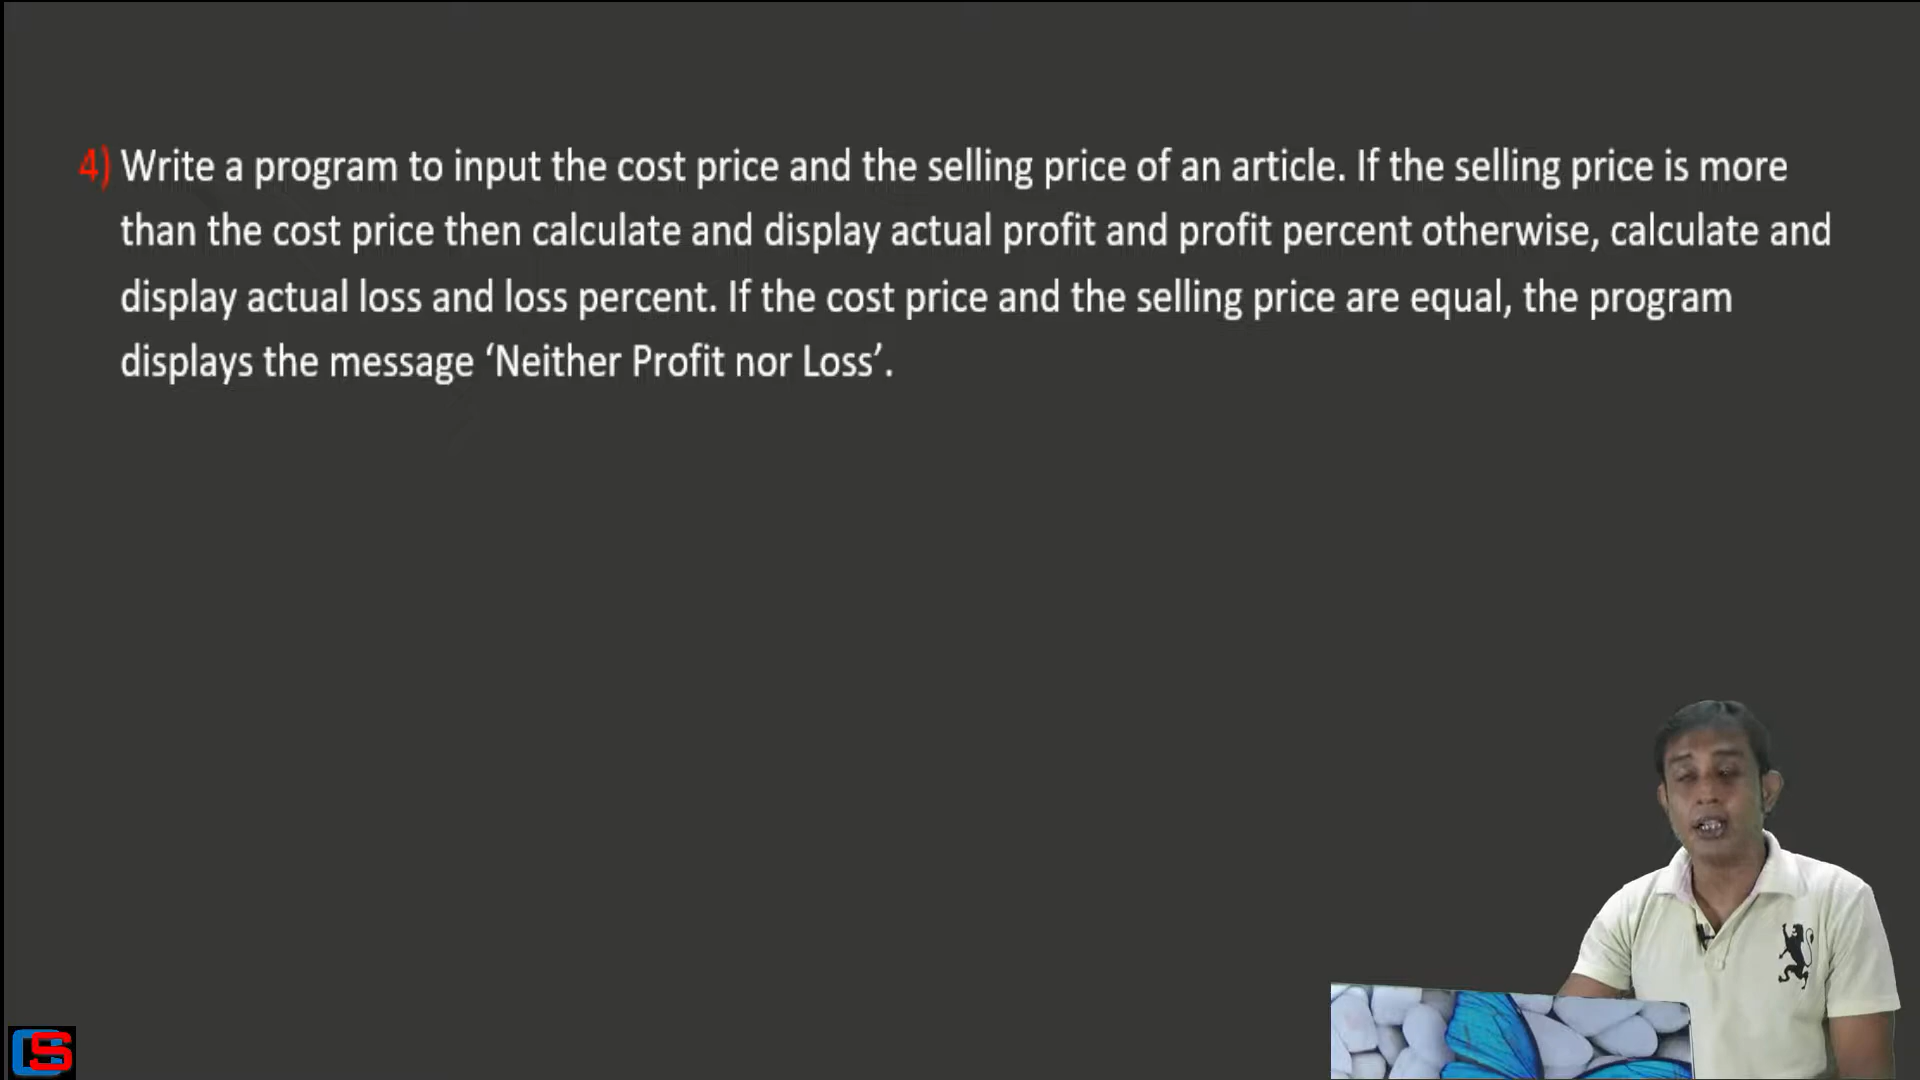 4) Write a program to input the cost price and the selling price of an article. If the selling price is more
than the cost price then calculate and display actual profit and profit percent otherwise, calculate and
display actual loss and loss percent. If the cost price and the selling price are equal, the program
displays the message ‘Neither Profit nor Loss’.
CS